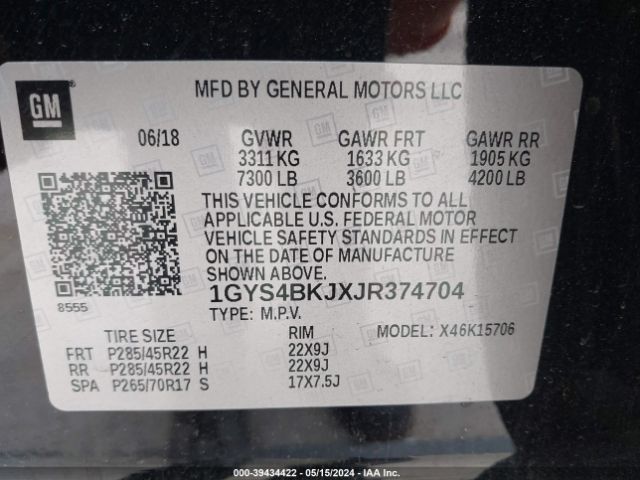 MFD BY GENERAL MOTORS LLC
GM
06/18 GVWR GAWR FRT GAWR RR
3311 KG 1633 KG 1905 KG
7300 LB 3600 LB 4200 LB
THIS VEHICLE CONFORMS TO ALL
APPLICABLE U.S. FEDERAL MOTOR
VEHICLE SAFETY STANDARDS IN EFFECT
ON THE DATE OF MANUFACTURE
SHOWN ABOVE. 1GYS4BKJXJR374704
8555
TYPE: M.P.V.
TIRE SIZE RIM MODEL: X46K15706
FRT P285/45R22 H 22X9J
RR P285/45R22 H 22X9J
SPA P265/70R17 S 17X7.5J
000-39434422 - 05/15/2024 - IAA Inc.